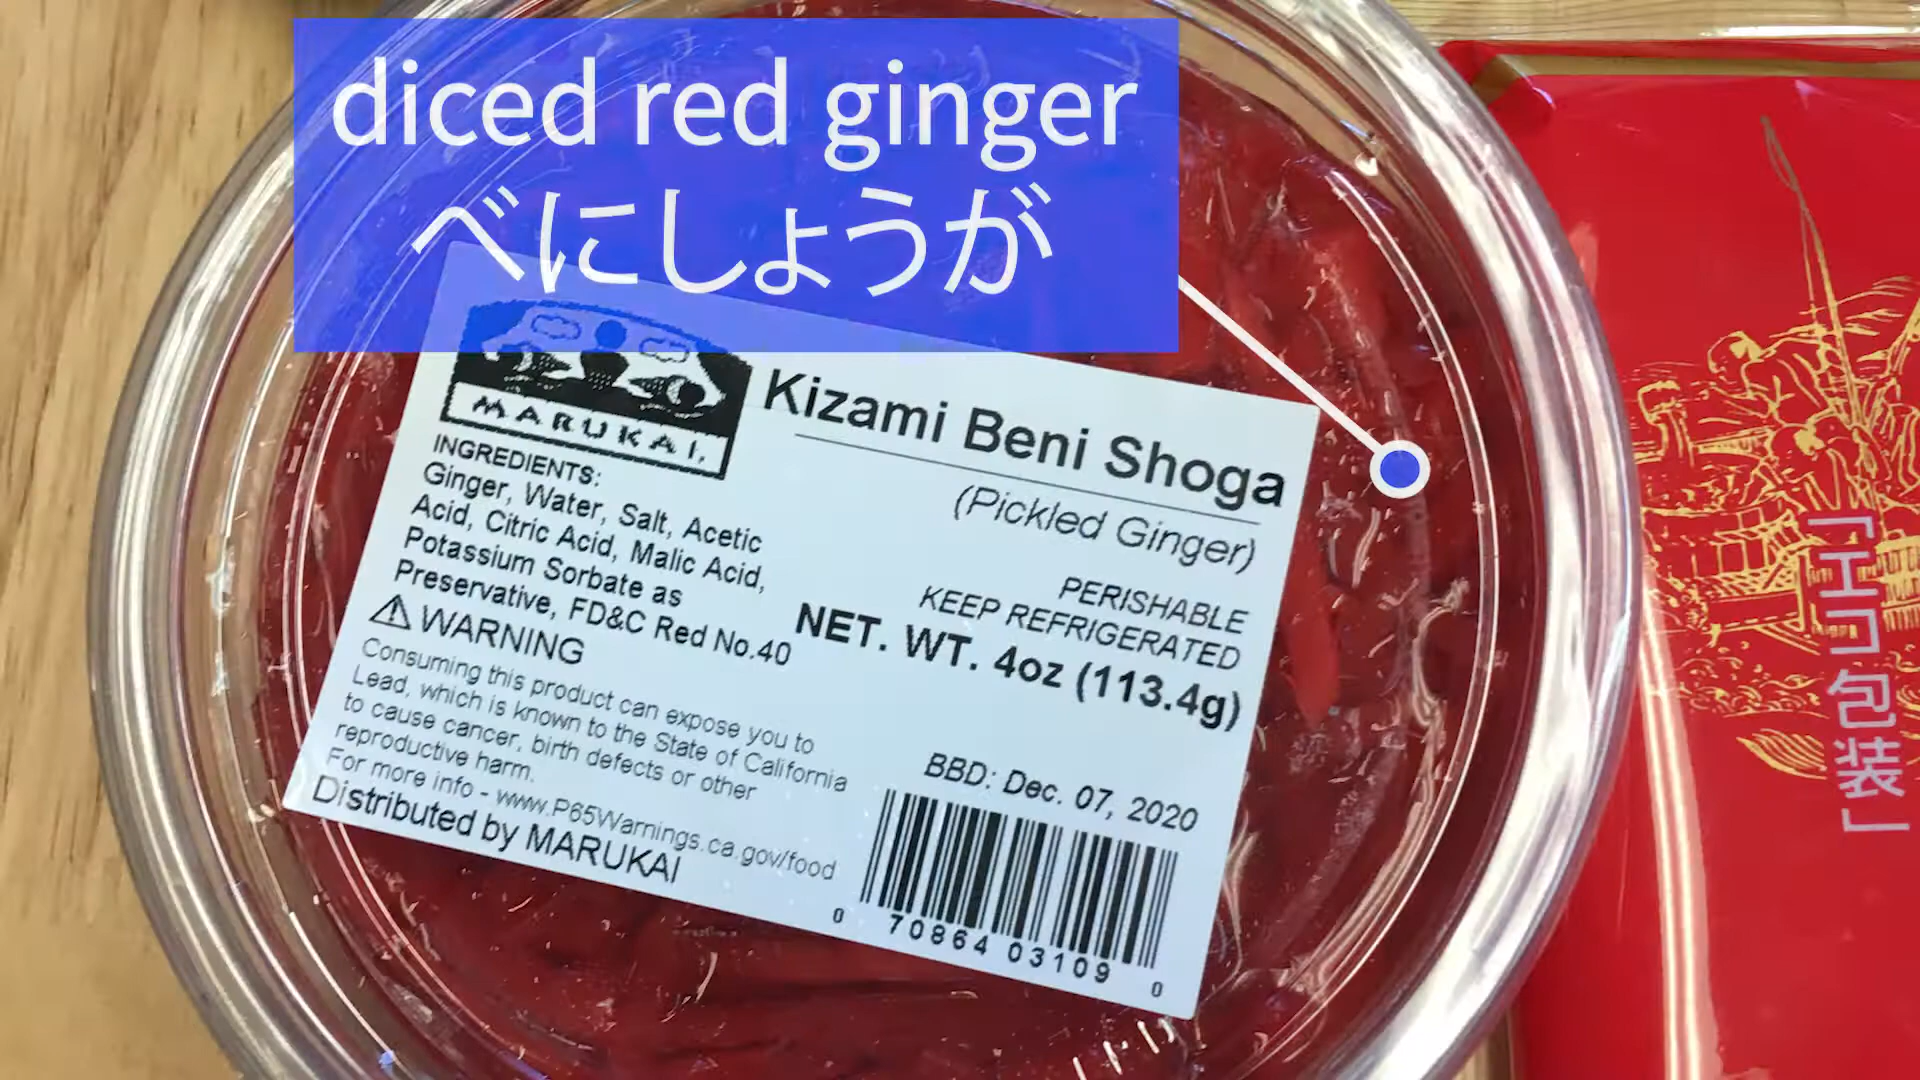 diced red ginger
べにしょうが
MARUKAI,
Kizami Beni Shoga
(Pickled Ginger)
INGREDIENTS:
Ginger, Water, Salt, Acetic
Acid, Citric Acid, Malic Acid,
Potassium Sorbate as
Preservative, FD&C Red No.40
PERISHABLE
KEEP REFRIGERATED
NET. WT. 4oz (113.4g)
WARNING
Consuming this product can expose you to
Lead, which is known to the State of California
to cause cancer, birth defects or other
reproductive harm.
For more info - www.P65Warnings.ca.gov/food
Distributed by MARUKAI
BBD: Dec. 07, 2020
0 70864 03109 0
「エコ包装」